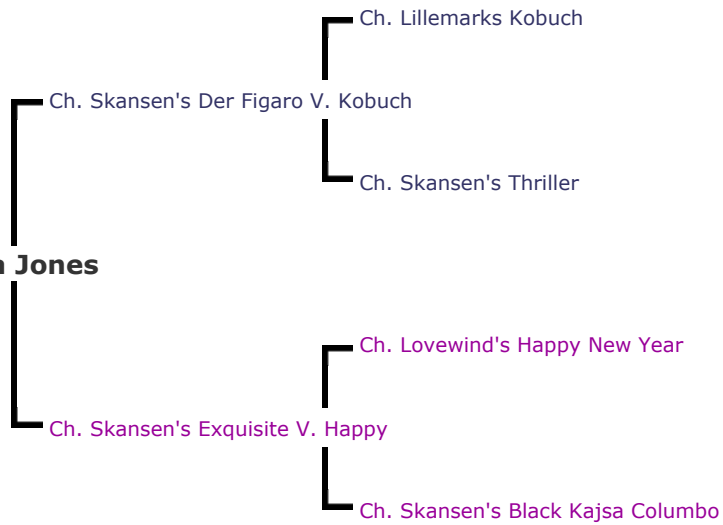 Ch. Lillemarks Kobuch
Ch. Skansen's Der Figaro V. Kobuch
Ch. Skansen's Thriller
Jones
Ch. Lovewind's Happy New Year
Ch. Skansen's Exquisite V. Happy
Ch. Skansen's Black Kajsa Columbo